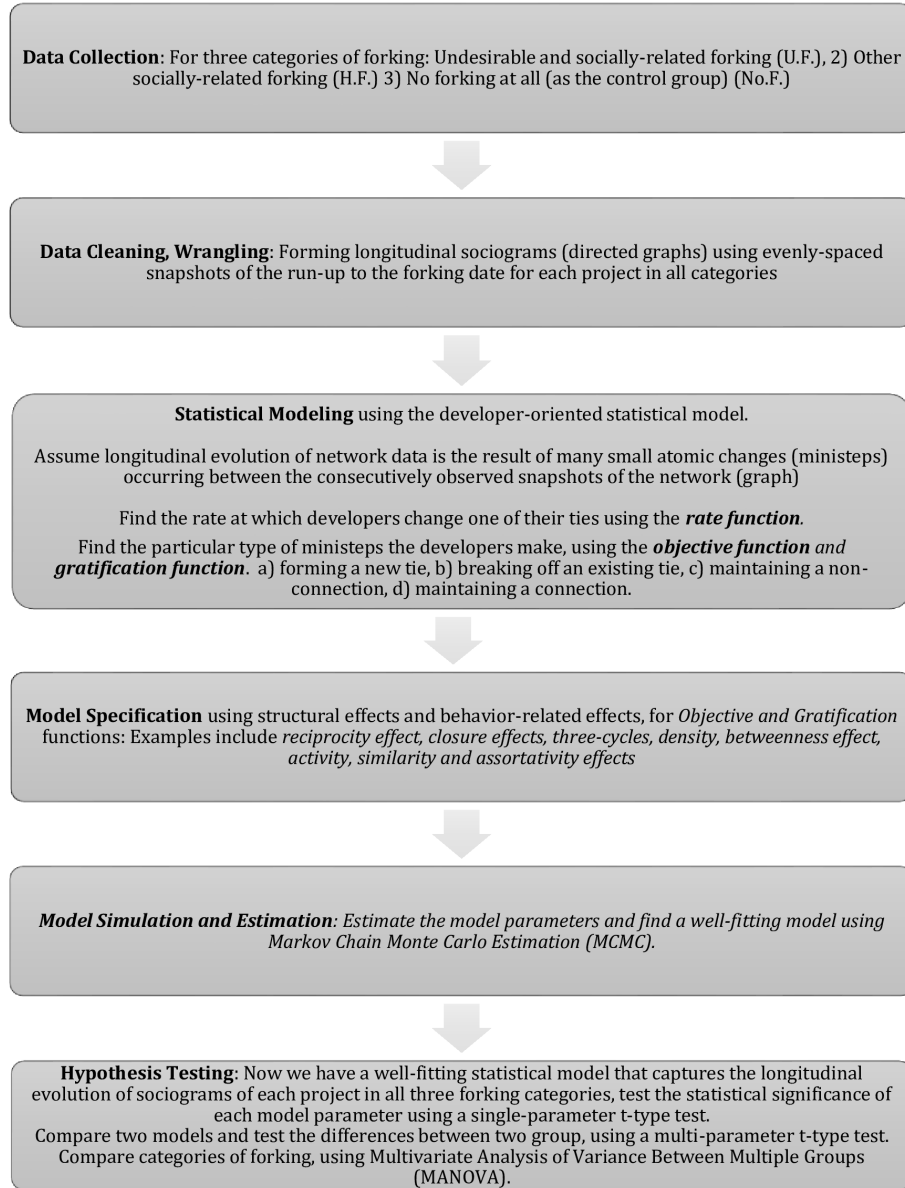 Data Collection: For three categories of forking: Undesirable and socially-related forking (U.F.), 2) Other
socially-related forking (H.F.) 3) No forking at all (as the control group) (No.F.)
Data Cleaning, Wrangling: Forming longitudinal sociograms (directed graphs) using evenly-spaced
snapshots of the run-up to the forking date for each project in all categories
Statistical Modeling using the developer-oriented statistical model.
Assume longitudinal evolution of network data is the result of many small atomic changes (ministeps)
occurring between the consecutively observed snapshots of the network (graph)
Find the rate at which developers change one of their ties using the rate function.
Find the particular type of ministeps the developers make, using the objective function and
gratification function. a) forming a new tie, b) breaking off an existing tie, c) maintaining a non-
connection, d) maintaining a connection.
Model Specification using structural effects and behavior-related effects, for Objective and Gratification
functions: Examples include reciprocity effect, closure effects, three-cycles, density, betweenness effect,
activity, similarity and assortativity effects
Model Simulation and Estimation: Estimate the model parameters and find a well-fitting model using
Markov Chain Monte Carlo Estimation (MCMC).
Hypothesis Testing: Now we have a well-fitting statistical model that captures the longitudinal
evolution of sociograms of each project in all three forking categories, test the statistical significance of
each model parameter using a single-parameter t-type test.
Compare two models and test the differences between two group, using a multi-parameter t-type test.
Compare categories of forking, using Multivariate Analysis of Variance Between Multiple Groups
(MANOVA).